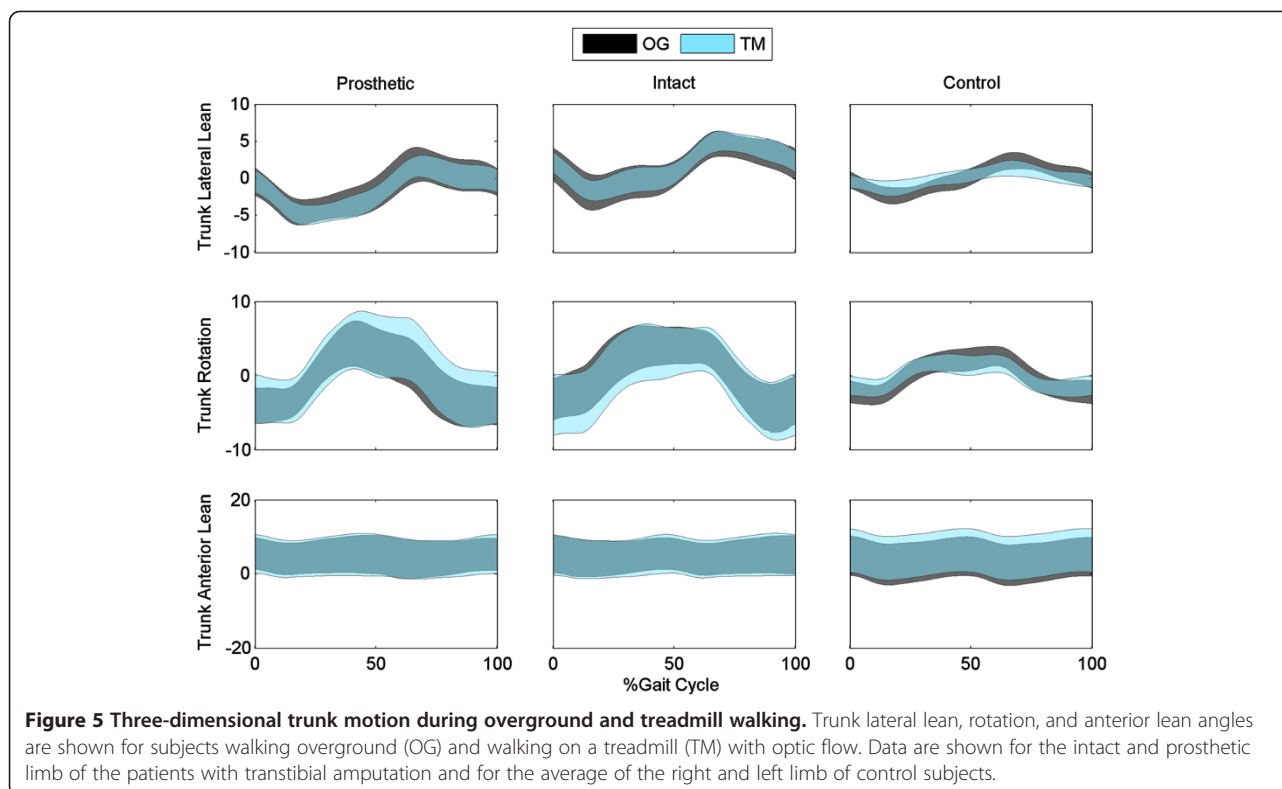 OG TM
Prosthetic Intact Control
Trunk Lateral Lean
10
5
0
-5
-10
Trunk Rotation
10
0
-10
Trunk Anterior Lean
20
0
-20
0 50 100 0 50 100 0 50 100
%Gait Cycle
Figure 5 Three-dimensional trunk motion during overground and treadmill walking. Trunk lateral lean, rotation, and anterior lean angles
are shown for subjects walking overground (OG) and walking on a treadmill (TM) with optic flow. Data are shown for the intact and prosthetic
limb of the patients with transtibial amputation and for the average of the right and left limb of control subjects.